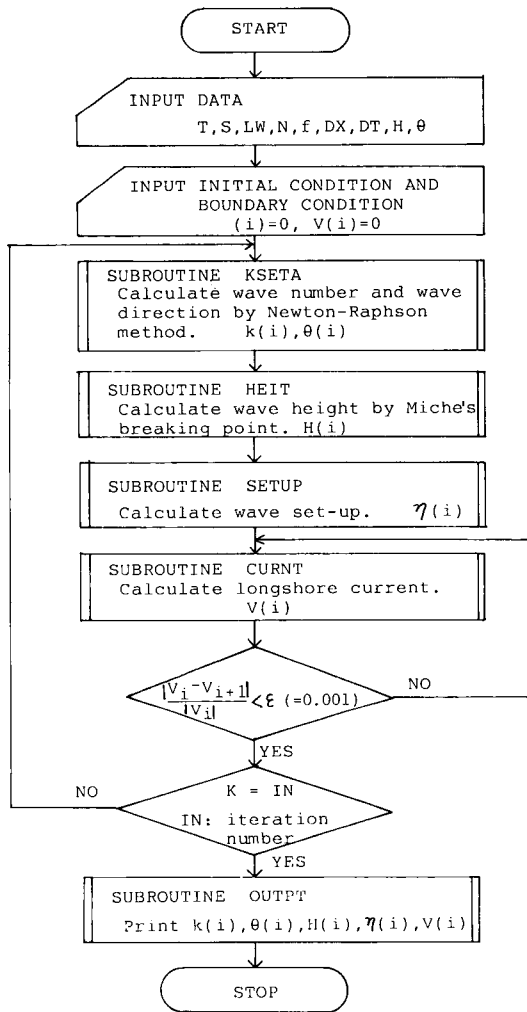 START
INPUT DATA
T,S,LW,N,f,DX,DT,H,θ
INPUT INITIAL CONDITION AND
BOUNDARY CONDITION
(i)=0, V(i)=0
SUBROUTINE KSETA
Calculate wave number and wave
direction by Newton-Raphson
method. k(i),θ(i)
SUBROUTINE HEIT
Calculate wave height by Miche's
breaking point. H(i)
SUBROUTINE SETUP
Calculate wave set-up. η(i)
SUBROUTINE CURNT
Calculate longshore current.
V(i)
|V_i-V_{i+1}|
/|V_i| <ε (=0.001)
NO
YES
NO
K = IN
IN: iteration
number
YES
SUBROUTINE OUTPT
Print k(i),θ(i),H(i),η(i),V(i)
STOP